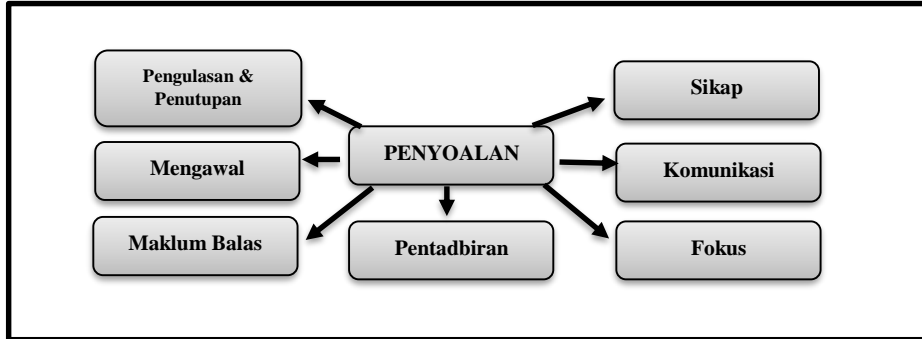 Pengulasan &
Penutupan
Sikap
PENYOALAN
Mengawal
Komunikasi
Maklum Balas
Pentadbiran
Fokus